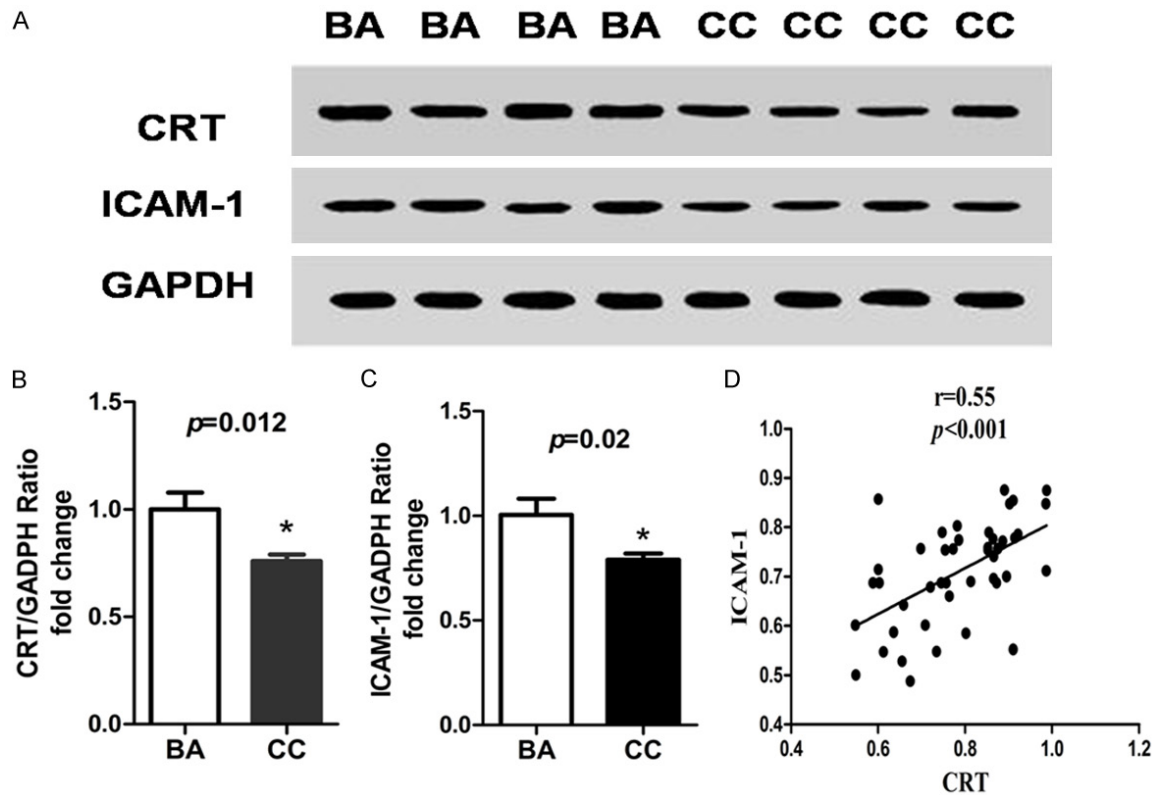 A
BA BA BA BA CC CC CC CC
CRT
ICAM-1
GAPDH
B
CRT/GADPH Ratio
fold change
1.5
1.0
0.5
0.0
p=0.012
*
BA CC
C
ICAM-1/GADPH Ratio
fold change
1.5
1.0
0.5
0.0
p=0.02
*
BA CC
D
r=0.55
p<0.001
ICAM-1
1.0
0.9
0.8
0.7
0.6
0.5
0.4
0.4 0.6 0.8 1.0 1.2
CRT